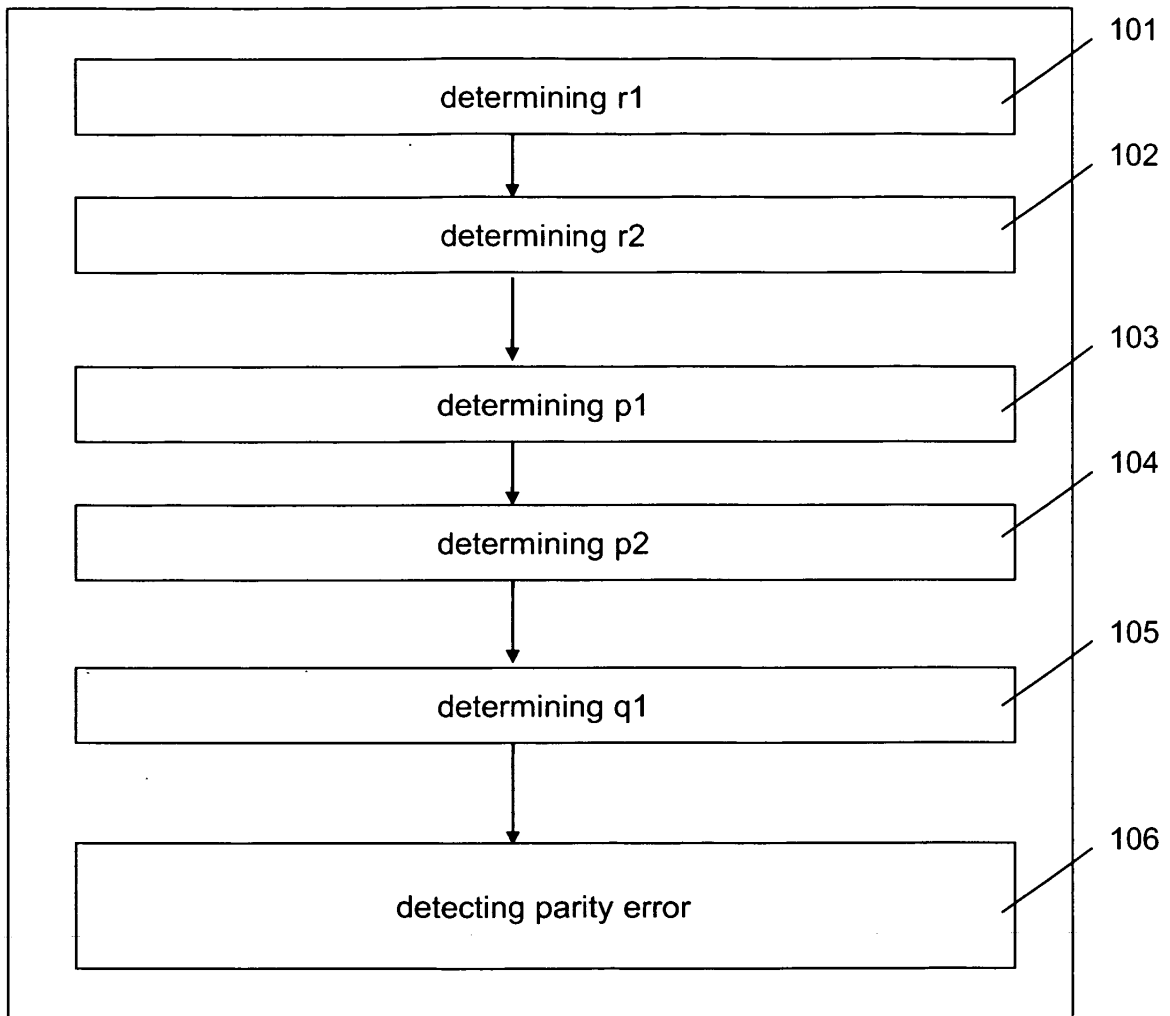 101
determining r1
102
determining r2
103
determining p1
104
determining p2
105
determining q1
106
detecting parity error